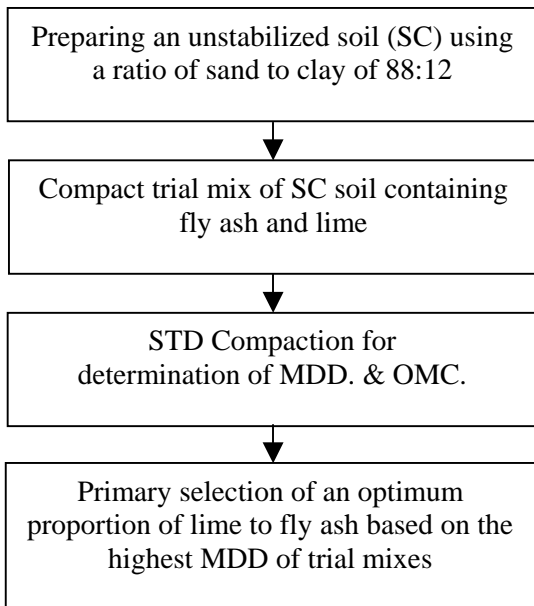 Preparing an unstabilized soil (SC) using
a ratio of sand to clay of 88:12
Compact trial mix of SC soil containing
fly ash and lime
STD Compaction for
determination of MDD. & OMC.
Primary selection of an optimum
proportion of lime to fly ash based on the
highest MDD of trial mixes